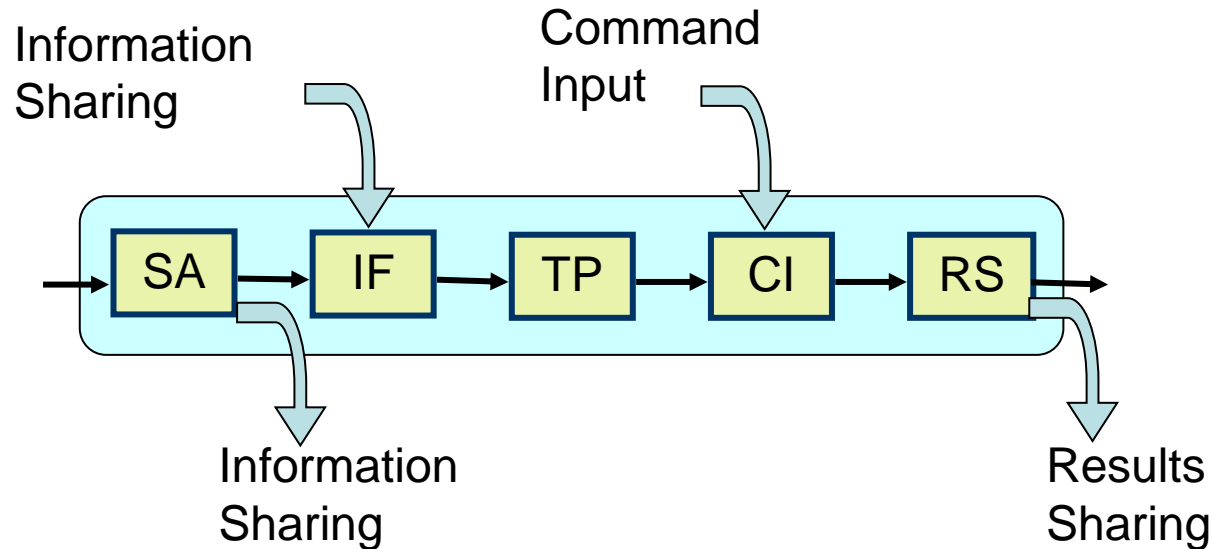 Information
Sharing
Command
Input
SA
IF
TP
CI
RS
Information
Sharing
Results
Sharing